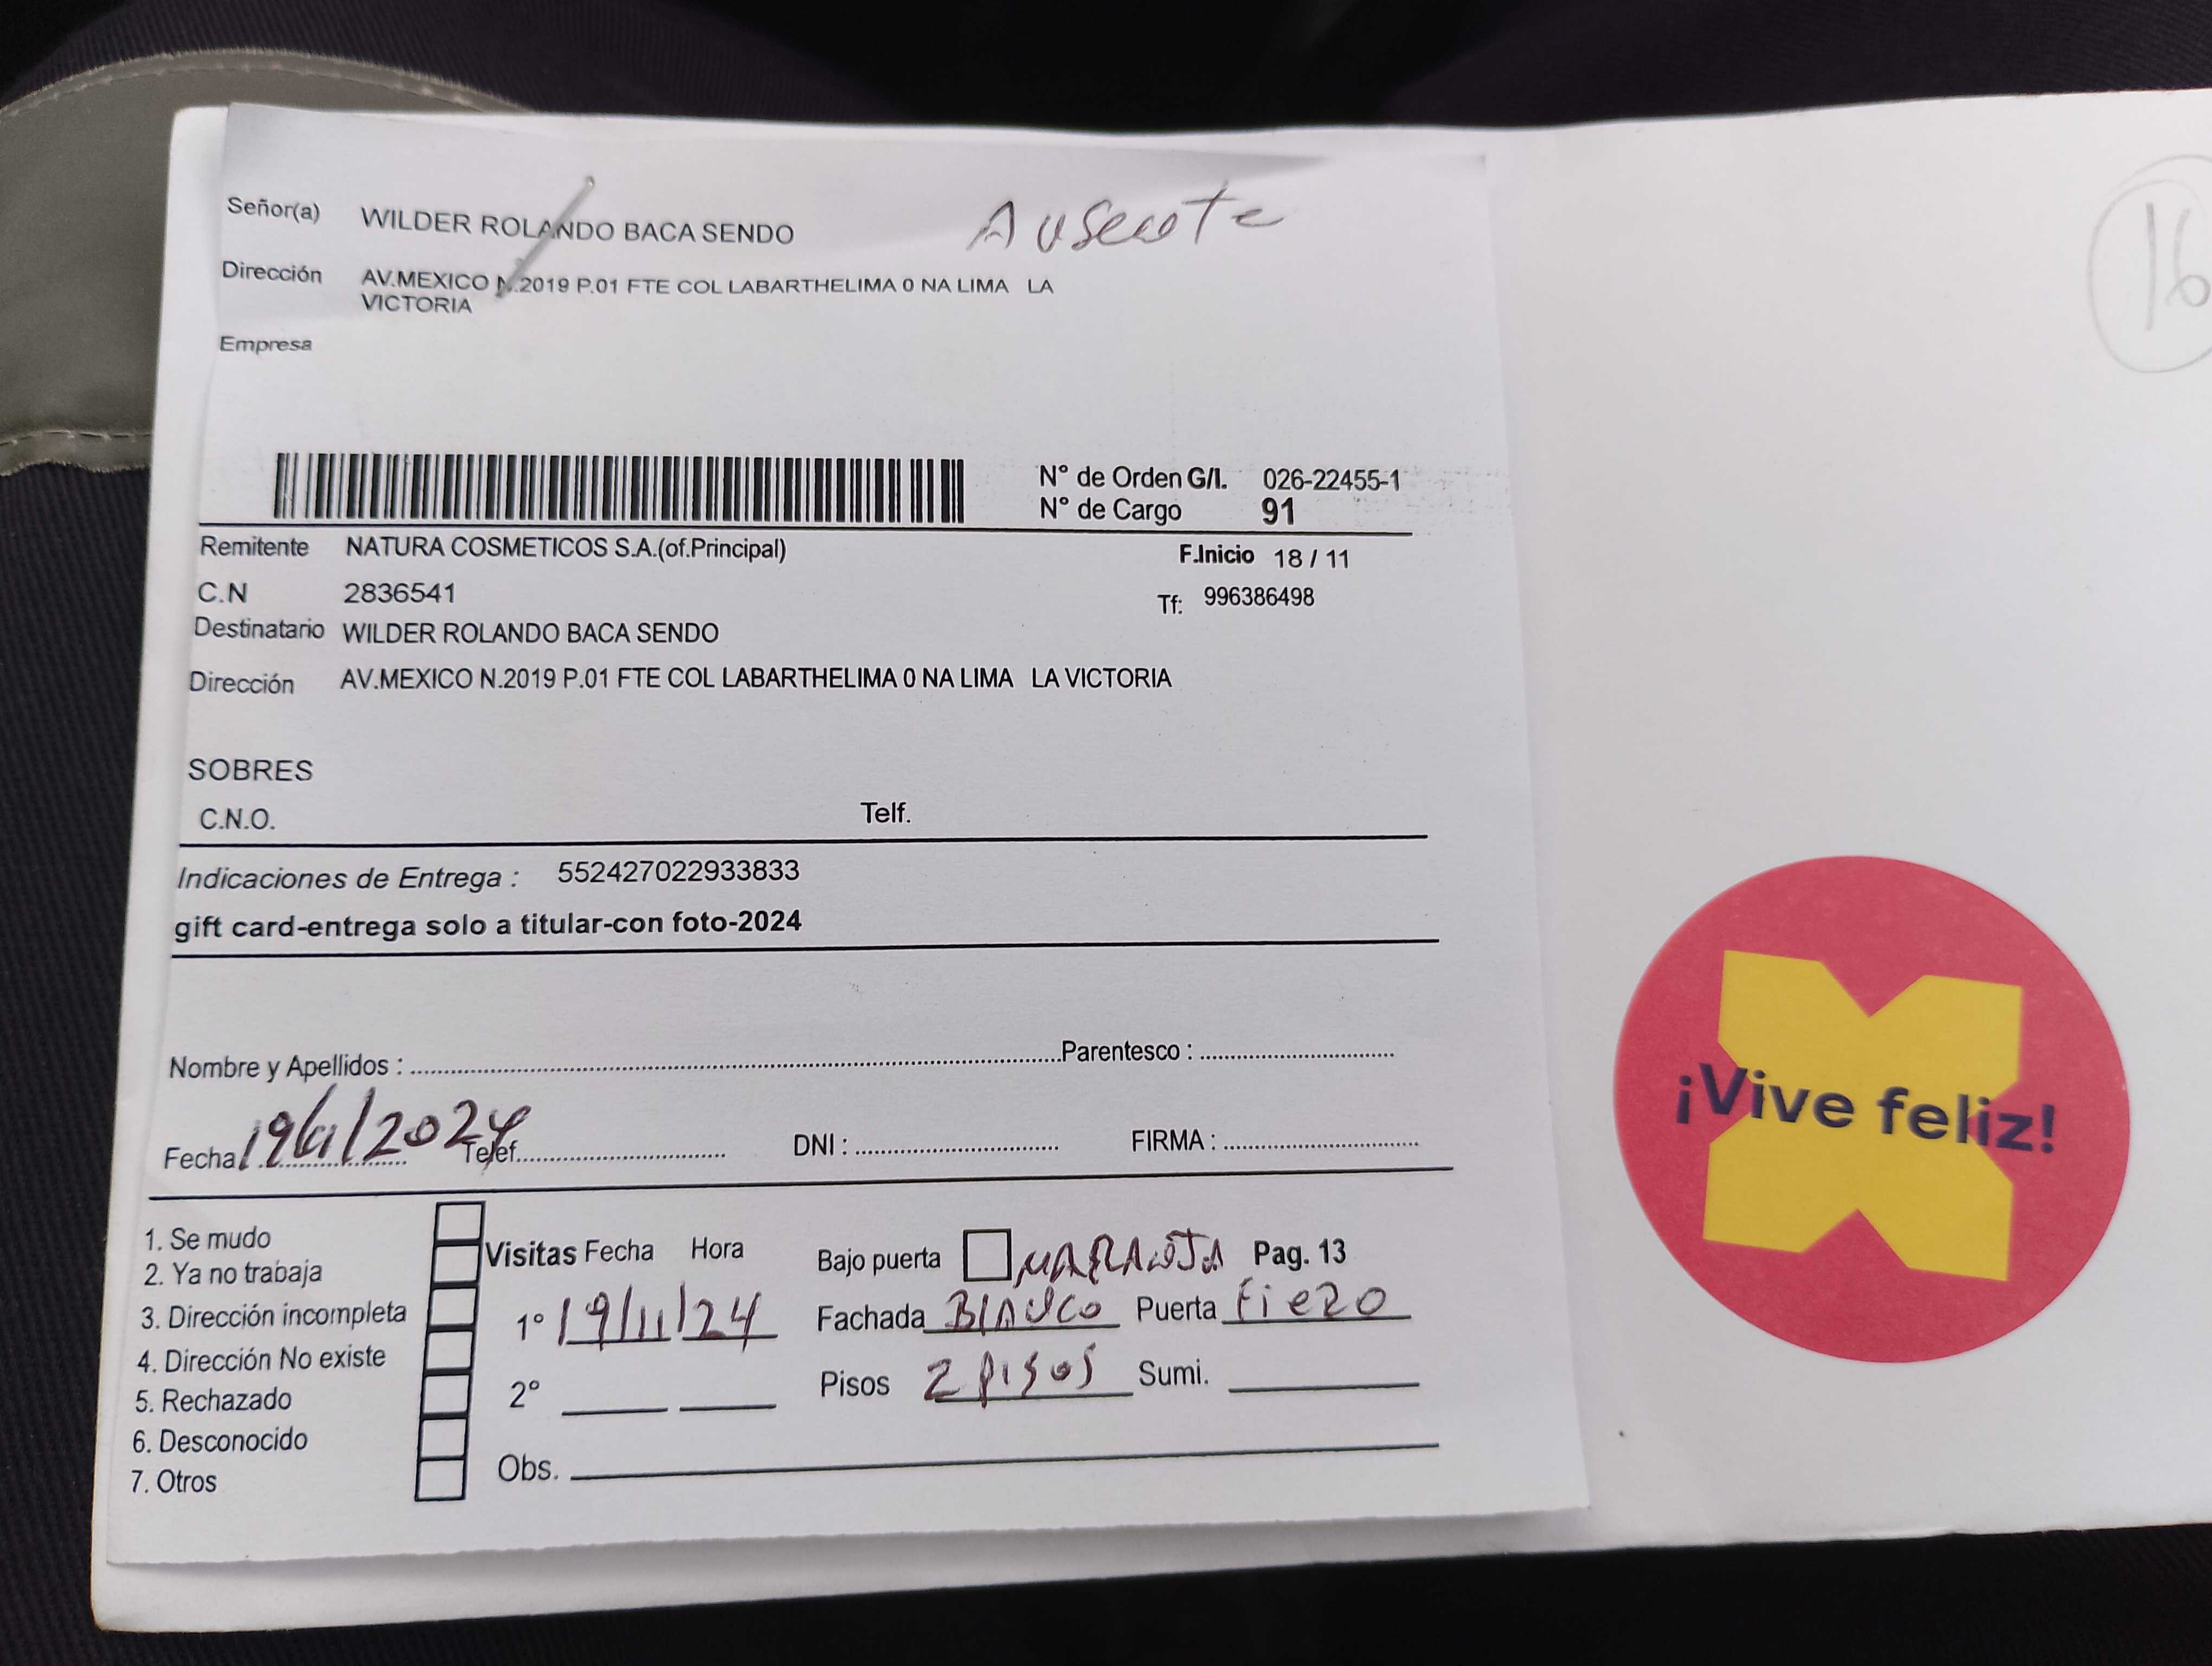 Señor(a) WILDER ROLANDO BACA SENDO Ausente
Dirección AV.MEXICO N.2019 P.01 FTE COL LABARTHELIMA 0 NA LIMA LA
VICTORIA
16
Empresa
N° de Orden G/I. 026-22455-1
N° de Cargo 91
Remitente NATURA COSMETICOS S.A.(of.Principal) F.Inicio 18 / 11
C.N 2836541 Tf: 996386498
Destinatario WILDER ROLANDO BACA SENDO
Dirección AV.MEXICO N.2019 P.01 FTE COL LABARTHELIMA 0 NA LIMA LA VICTORIA
SOBRES
C.N.O. Telf.
Indicaciones de Entrega : 552427022933833
gift card-entrega solo a titular-con foto-2024
Nombre y Apellidos : Parentesco :
Fecha 19/11/2024 Telef. DNI : FIRMA :
1. Se mudo
2. Ya no trabaja
3. Dirección incompleta
4. Dirección No existe
5. Rechazado
6. Desconocido
7. Otros
Visitas Fecha Hora Bajo puerta NARANJA Pag. 13
1° 19/11/24 Fachada BLANCO Puerta fiero
2° Pisos 2 pisos Sumi.
Obs.
¡Vive feliz!